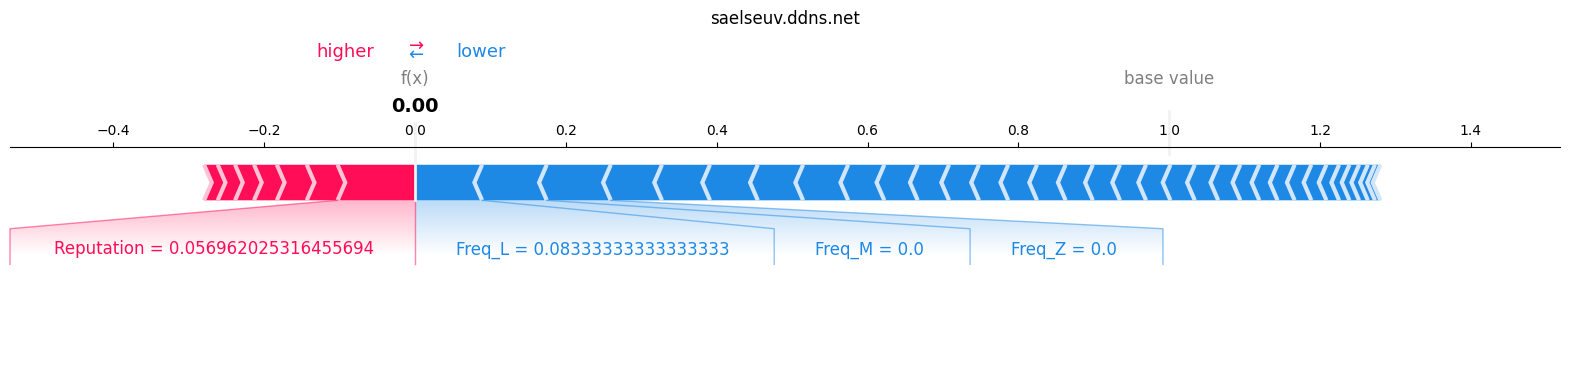 saelseuv.ddns.net
higher ⇄ lower
f(x) base value
0.00
−0.4 −0.2 0.0 0.2 0.4 0.6 0.8 1.0 1.2 1.4
Reputation = 0.056962025316455694 Freq_L = 0.08333333333333333 Freq_M = 0.0 Freq_Z = 0.0